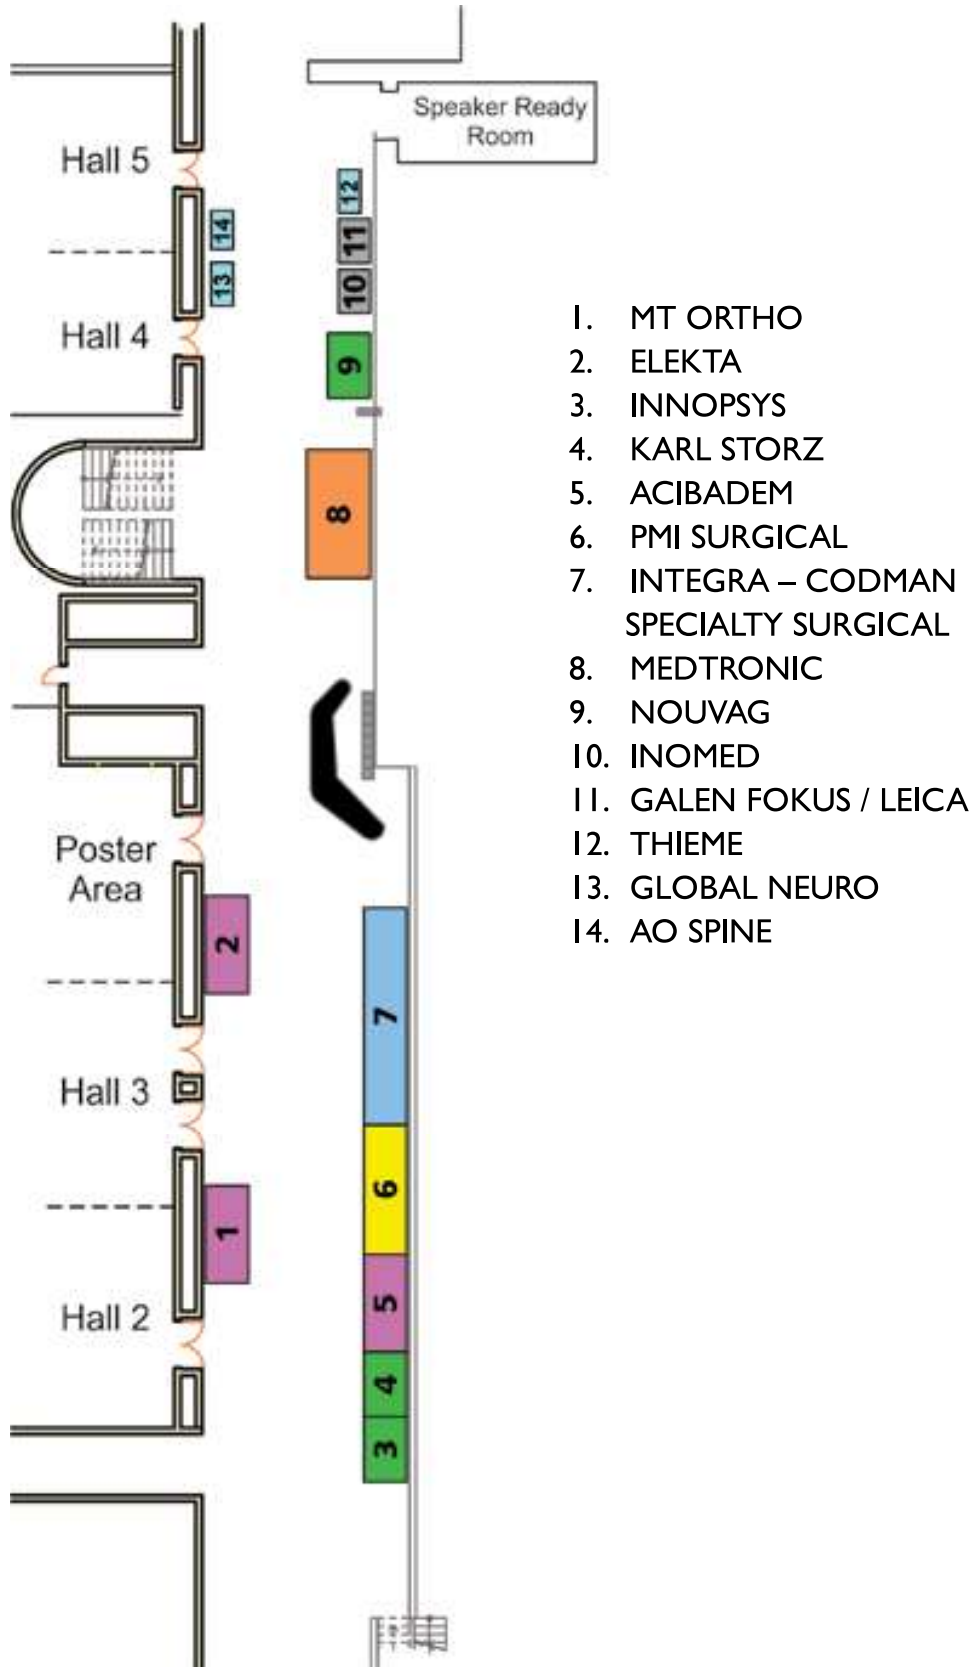 Speaker Ready
Room
Hall 5
12
14
11
13
10
Hall 4
9
8
Poster
Area
2
7
Hall 3
6
1
5
Hall 2
4
3
1. MT ORTHO
2. ELEKTA
3. INNOPSYS
4. KARL STORZ
5. ACIBADEM
6. PMI SURGICAL
7. INTEGRA – CODMAN
SPECIALTY SURGICAL
8. MEDTRONIC
9. NOUVAG
10. INOMED
11. GALEN FOKUS / LEICA
12. THIEME
13. GLOBAL NEURO
14. AO SPINE